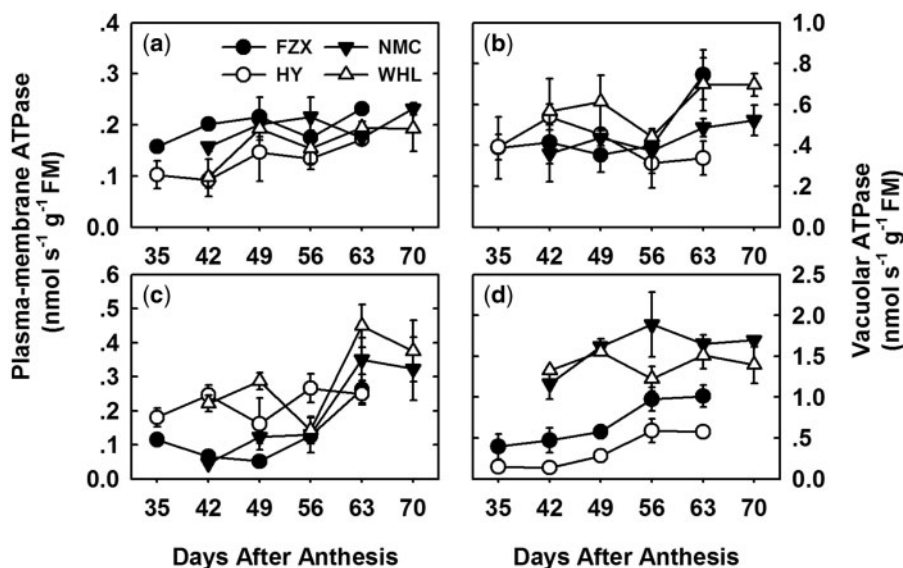 Plasma-membrane ATPase
(nmol s⁻¹ g⁻¹ FM)
(a)
FZX
NMC
HY
WHL
.4
.3
.2
.1
0.0
35 42 49 56 63 70
(b)
1.0
.8
.6
.4
.2
.0
35 42 49 56 63 70
(c)
.6
.5
.4
.3
.2
.1
0.0
35 42 49 56 63 70
(d)
2.5
2.0
1.5
1.0
.5
0.0
35 42 49 56 63 70
Vacuolar ATPase
(nmol s⁻¹ g⁻¹ FM)
Days After Anthesis
Days After Anthesis